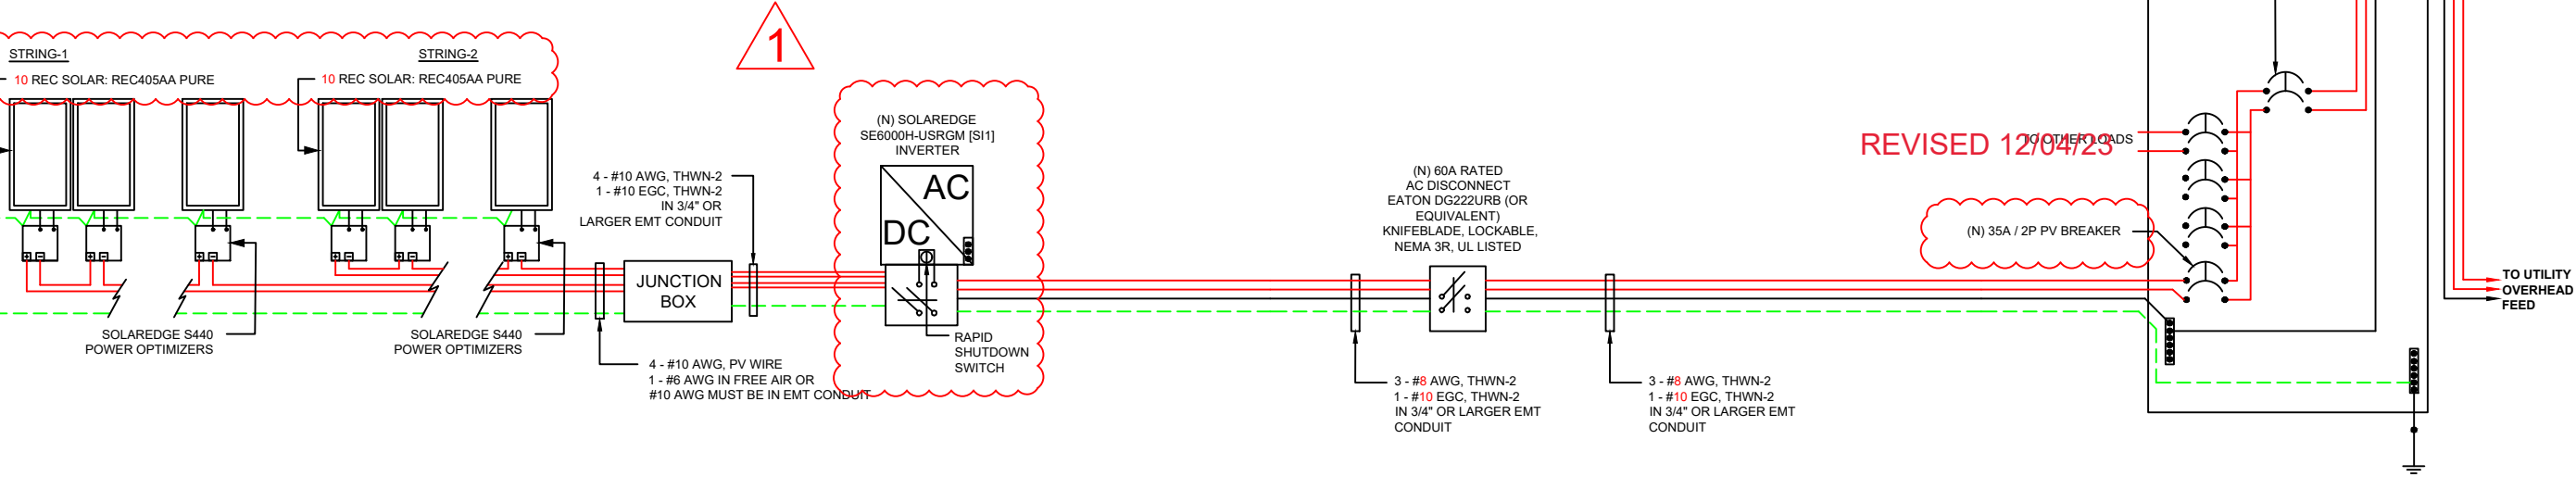 STRING-1
10 REC SOLAR: REC405AA PURE
STRING-2
10 REC SOLAR: REC405AA PURE
1
(N) SOLAREDGE
SE6000H-USRGM [SI1]
INVERTER
AC
DC
4 - #10 AWG, THWN-2
1 - #10 EGC, THWN-2
IN 3/4" OR
LARGER EMT CONDUIT
JUNCTION
BOX
SOLAREDGE S440
POWER OPTIMIZERS
SOLAREDGE S440
POWER OPTIMIZERS
4 - #10 AWG, PV WIRE
1 - #6 AWG IN FREE AIR OR
#10 AWG MUST BE IN EMT CONDUIT
RAPID
SHUTDOWN
SWITCH
(N) 60A RATED
AC DISCONNECT
EATON DG222URB (OR
EQUIVALENT)
KNIFEBLADE, LOCKABLE,
NEMA 3R, UL LISTED
3 - #8 AWG, THWN-2
1 - #10 EGC, THWN-2
IN 3/4" OR LARGER EMT
CONDUIT
3 - #8 AWG, THWN-2
1 - #10 EGC, THWN-2
IN 3/4" OR LARGER EMT
CONDUIT
REVISED 12/04/23
TO OTHER LOADS
(N) 35A / 2P PV BREAKER
TO UTILITY
OVERHEAD
FEED